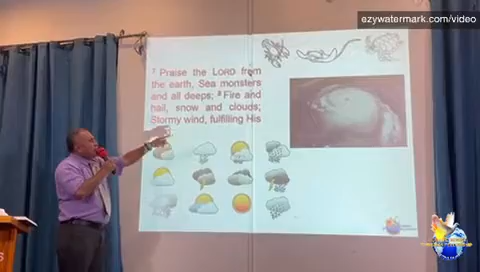 ezywatermark.com/video
7 Praise the LORD from
the earth, Sea monsters
and all deeps; 8 Fire and
hail, snow and clouds;
Stormy wind, fulfilling His